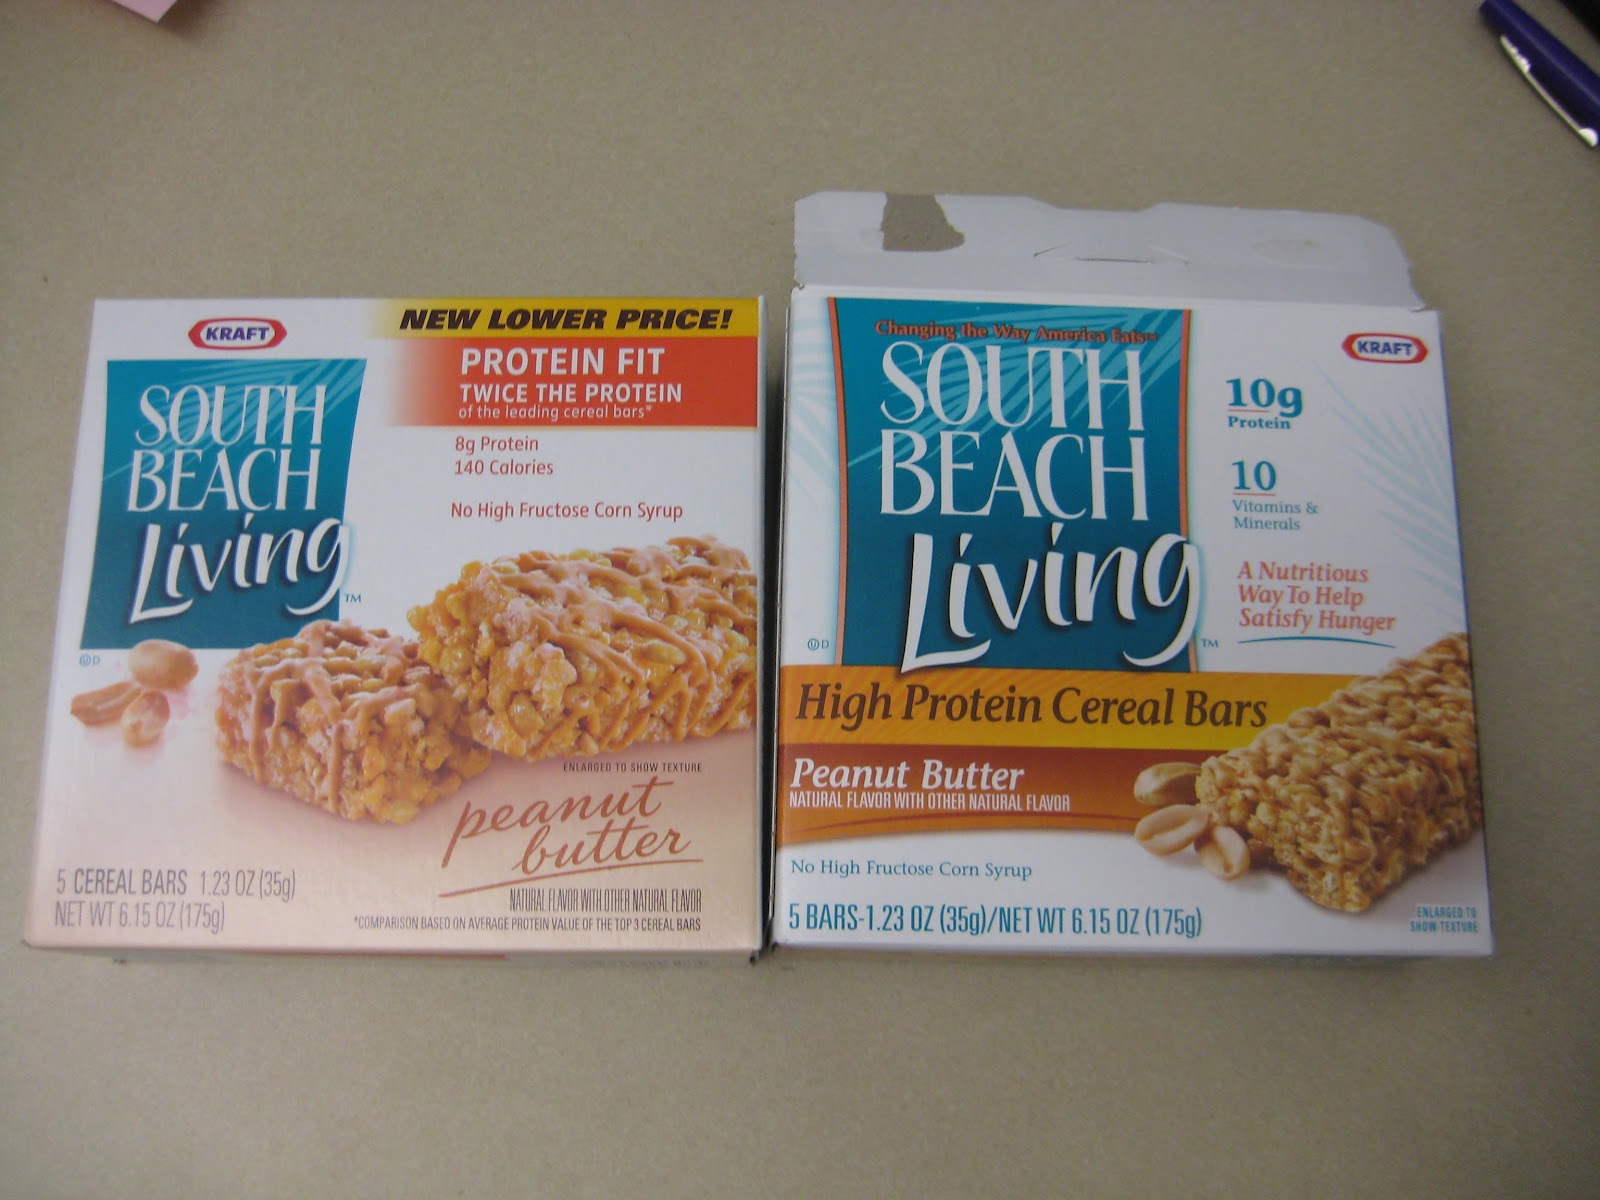 KRAFT
NEW LOWER PRICE!
PROTEIN FIT
TWICE THE PROTEIN
of the leading cereal bars*
8g Protein
140 Calories
No High Fructose Corn Syrup
SOUTH
BEACH
Living™
ⓊD
ENLARGED TO SHOW TEXTURE
peanut
butter
5 CEREAL BARS 1.23 OZ (35g)
NET WT 6.15 OZ (175g)
NATURAL FLAVOR WITH OTHER NATURAL FLAVOR
*COMPARISON BASED ON AVERAGE PROTEIN VALUE OF THE TOP 3 CEREAL BARS
Changing the Way America Eats™
KRAFT
SOUTH
BEACH
Living™
ⓊD
10g
Protein
10
Vitamins &
Minerals
A Nutritious
Way To Help
Satisfy Hunger
High Protein Cereal Bars
Peanut Butter
NATURAL FLAVOR WITH OTHER NATURAL FLAVOR
No High Fructose Corn Syrup
5 BARS-1.23 OZ (35g)/NET WT 6.15 OZ (175g)
ENLARGED TO
SHOW TEXTURE